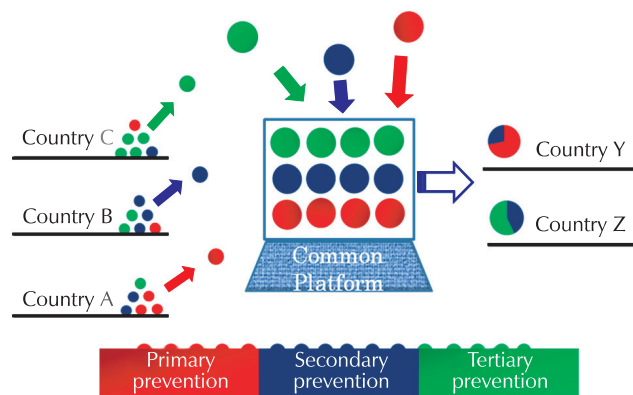 Country C
Country B
Country A
Common
Platform
Country Y
Country Z
Primary
prevention
Secondary
prevention
Tertiary
prevention